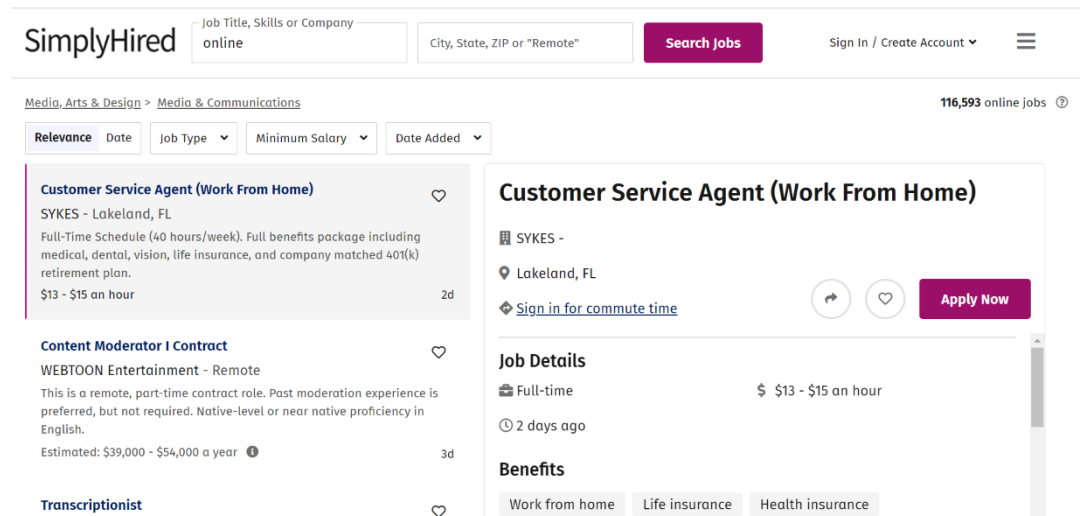 SimplyHired
Job Title, Skills or Company
online
City, State, ZIP or "Remote"
Search Jobs
Sign In / Create Account
Media, Arts & Design > Media & Communications
116,593 online jobs ?
Relevance Date
Job Type
Minimum Salary
Date Added
Customer Service Agent (Work From Home)
SYKES - Lakeland, FL
Full-Time Schedule (40 hours/week). Full benefits package including
medical, dental, vision, life insurance, and company matched 401(k)
retirement plan.
$13 - $15 an hour
2d
Content Moderator I Contract
WEBTOON Entertainment - Remote
This is a remote, part-time contract role. Past moderation experience is
preferred, but not required. Native-level or near native proficiency in
English.
Estimated: $39,000 - $54,000 a year
3d
Transcriptionist
Customer Service Agent (Work From Home)
SYKES -
Lakeland, FL
Sign in for commute time
Apply Now
Job Details
Full-time
$ $13 - $15 an hour
2 days ago
Benefits
Work from home
Life insurance
Health insurance